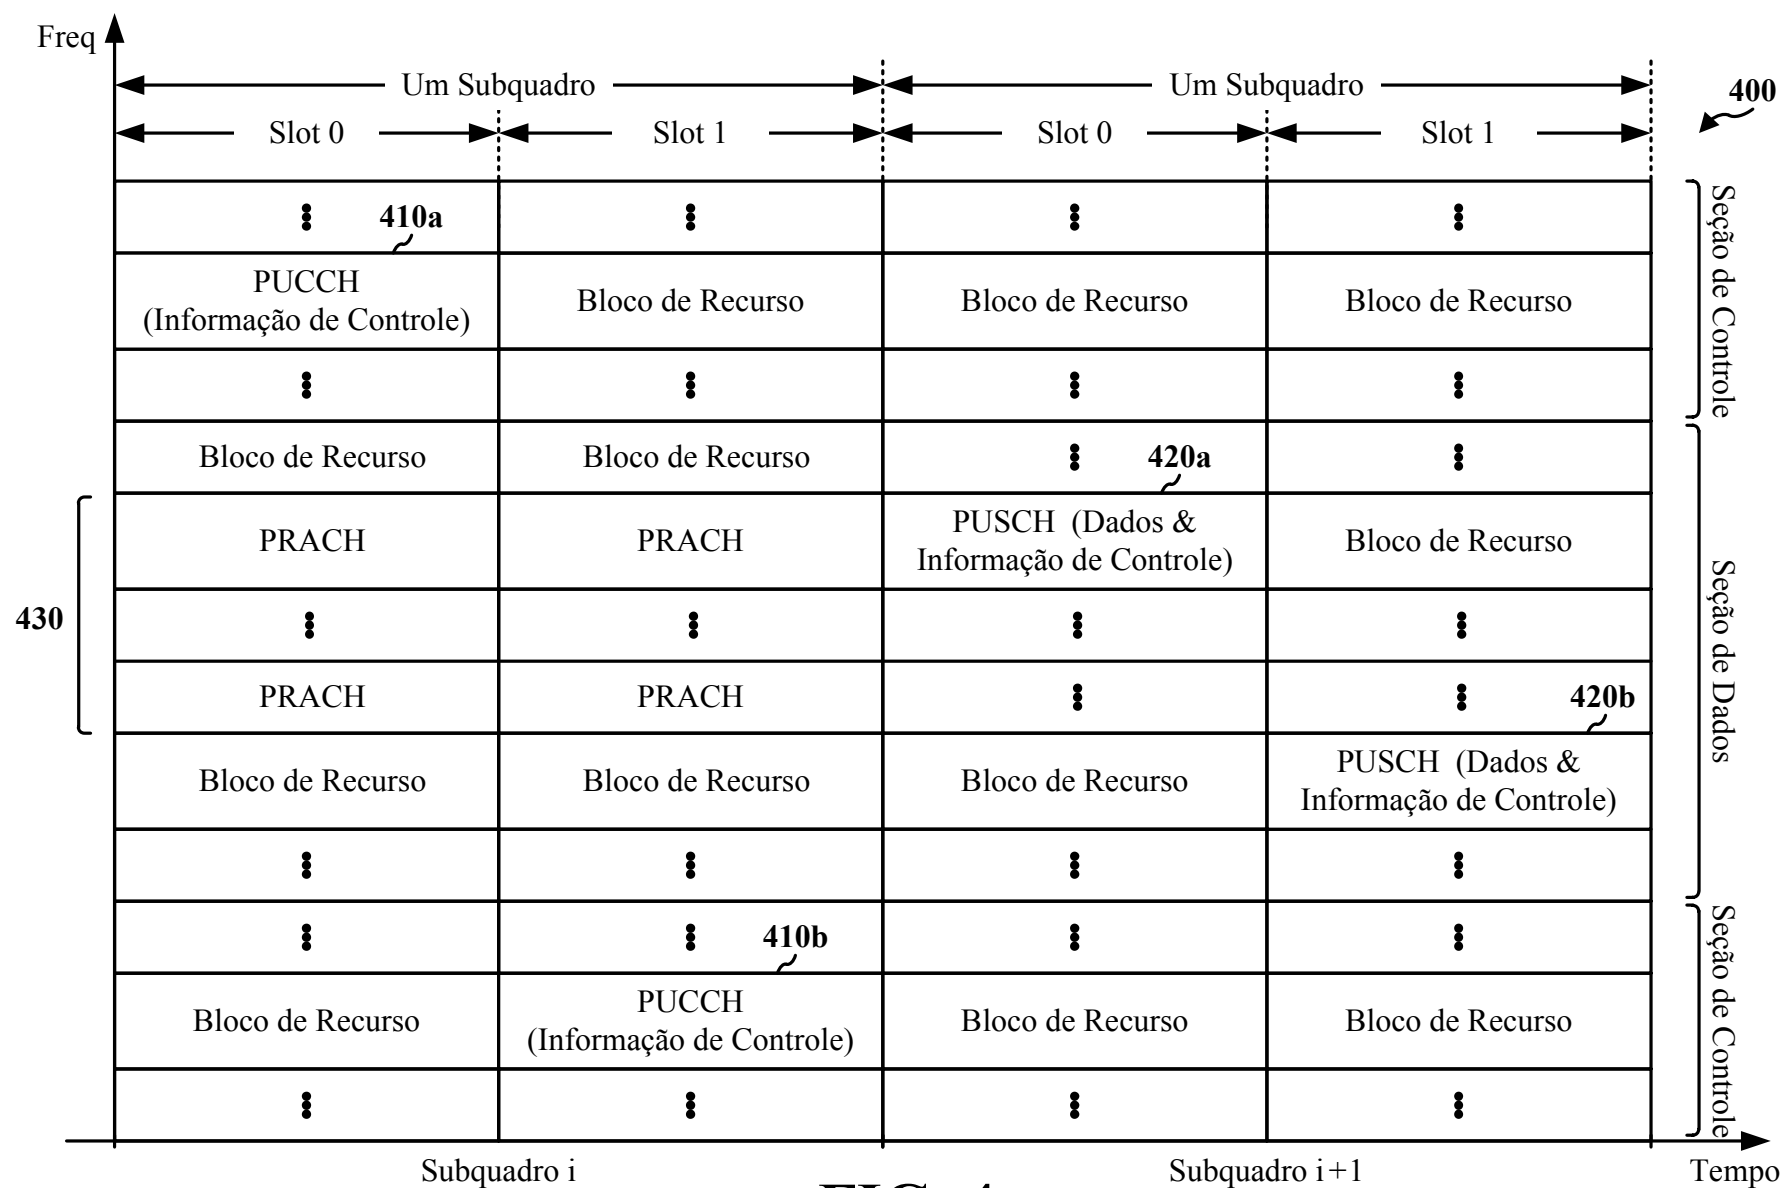 Freq
Um Subquadro Um Subquadro
400
Slot 0 Slot 1 Slot 0 Slot 1
410a
PUCCH
(Informação de Controle)
Bloco de Recurso Bloco de Recurso Bloco de Recurso
Seção de Controle
Bloco de Recurso Bloco de Recurso
420a
PRACH PRACH
PUSCH (Dados &
Informação de Controle)
Bloco de Recurso
430
Seção de Dados
PRACH PRACH
420b
Bloco de Recurso Bloco de Recurso Bloco de Recurso
PUSCH (Dados &
Informação de Controle)
410b
Bloco de Recurso
PUCCH
(Informação de Controle)
Bloco de Recurso Bloco de Recurso
Seção de Controle
Subquadro i Subquadro i+1 Tempo